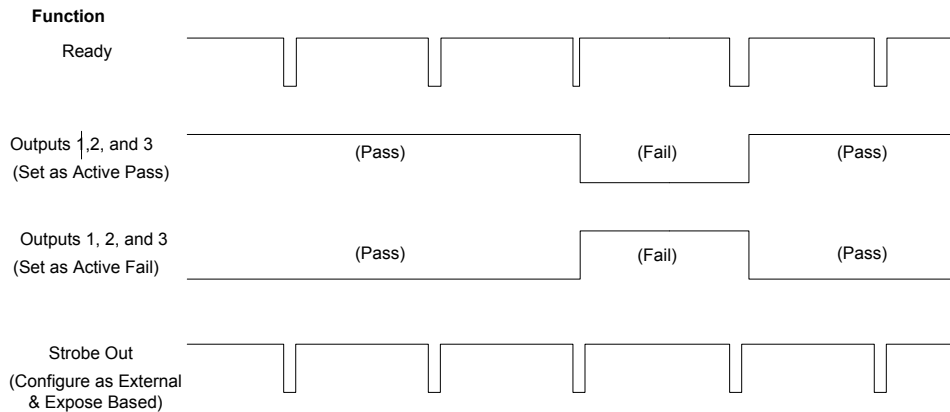 Function
Ready
Outputs 1,2, and 3
(Set as Active Pass)
(Pass)
(Fail)
(Pass)
Outputs 1, 2, and 3
(Set as Active Fail)
(Pass)
(Fail)
(Pass)
Strobe Out
(Configure as External
& Expose Based)